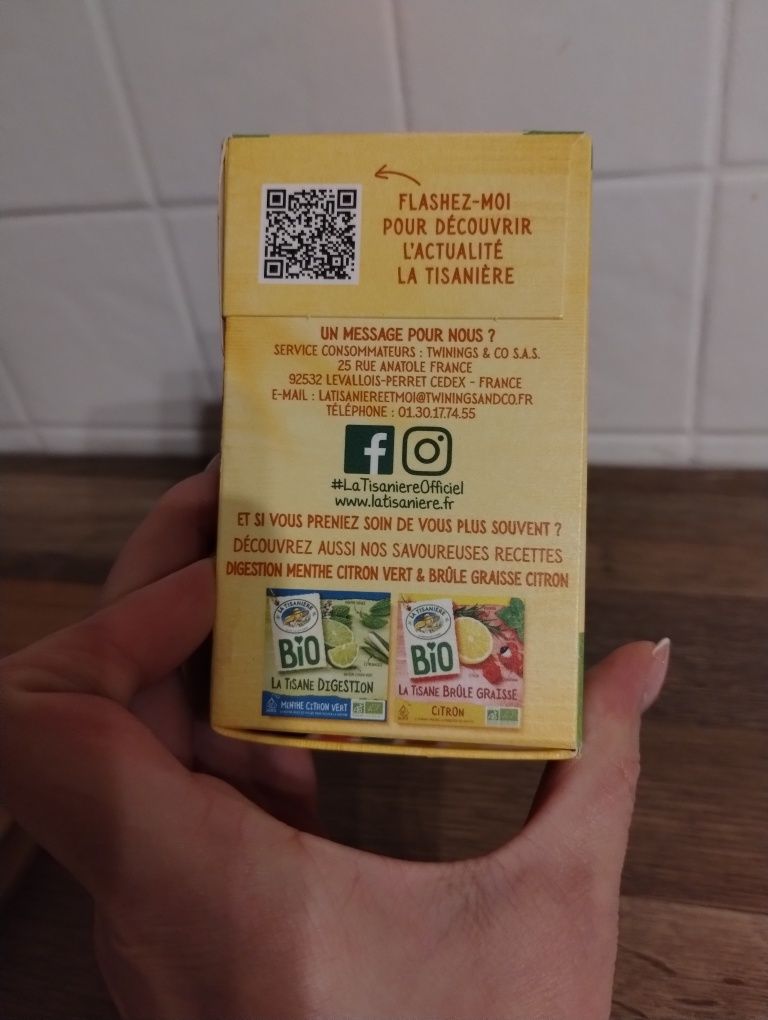 FLASHEZ-MOI
POUR DÉCOUVRIR
L'ACTUALITÉ
LA TISANIÈRE
UN MESSAGE POUR NOUS ?
SERVICE CONSOMMATEURS : TWININGS & CO S.A.S.
25 RUE ANATOLE FRANCE
92532 LEVALLOIS-PERRET CEDEX - FRANCE
E-MAIL : LATISANIEREETMOI@TWININGSANDCO.FR
TÉLÉPHONE : 01.30.17.74.55
#LaTisaniereOfficiel
www.latisaniere.fr
ET SI VOUS PRENIEZ SOIN DE VOUS PLUS SOUVENT ?
DÉCOUVREZ AUSSI NOS SAVOUREUSES RECETTES
DIGESTION MENTHE CITRON VERT & BRÛLE GRAISSE CITRON
LA TISANIÈRE
BIO
LA TISANE DIGESTION
MENTHE CITRON VERT
LA TISANIÈRE
BIO
LA TISANE BRÛLE GRAISSE
CITRON